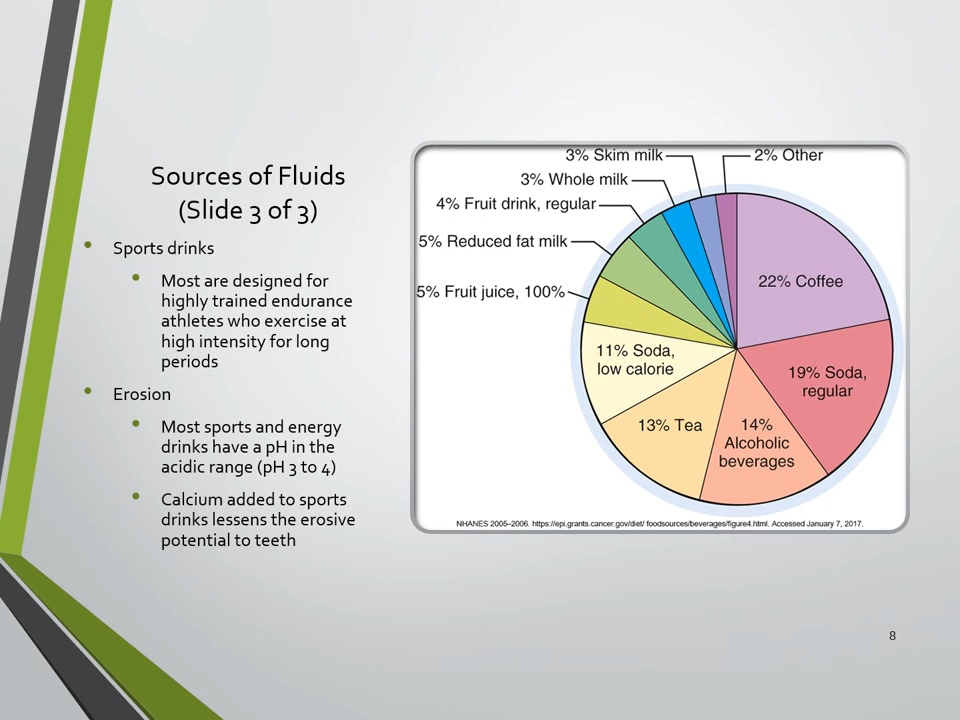 Sources of Fluids
(Slide 3 of 3)
• Sports drinks
• Most are designed for
highly trained endurance
athletes who exercise at
high intensity for long
periods
• Erosion
• Most sports and energy
drinks have a pH in the
acidic range (pH 3 to 4)
• Calcium added to sports
drinks lessens the erosive
potential to teeth
3% Skim milk
2% Other
3% Whole milk
4% Fruit drink, regular
5% Reduced fat milk
5% Fruit juice, 100%
22% Coffee
11% Soda,
low calorie
19% Soda,
regular
13% Tea
14%
Alcoholic
beverages
NHANES 2005–2006. https://epi.grants.cancer.gov/diet/ foodsources/beverages/figure4.html. Accessed January 7, 2017.
8